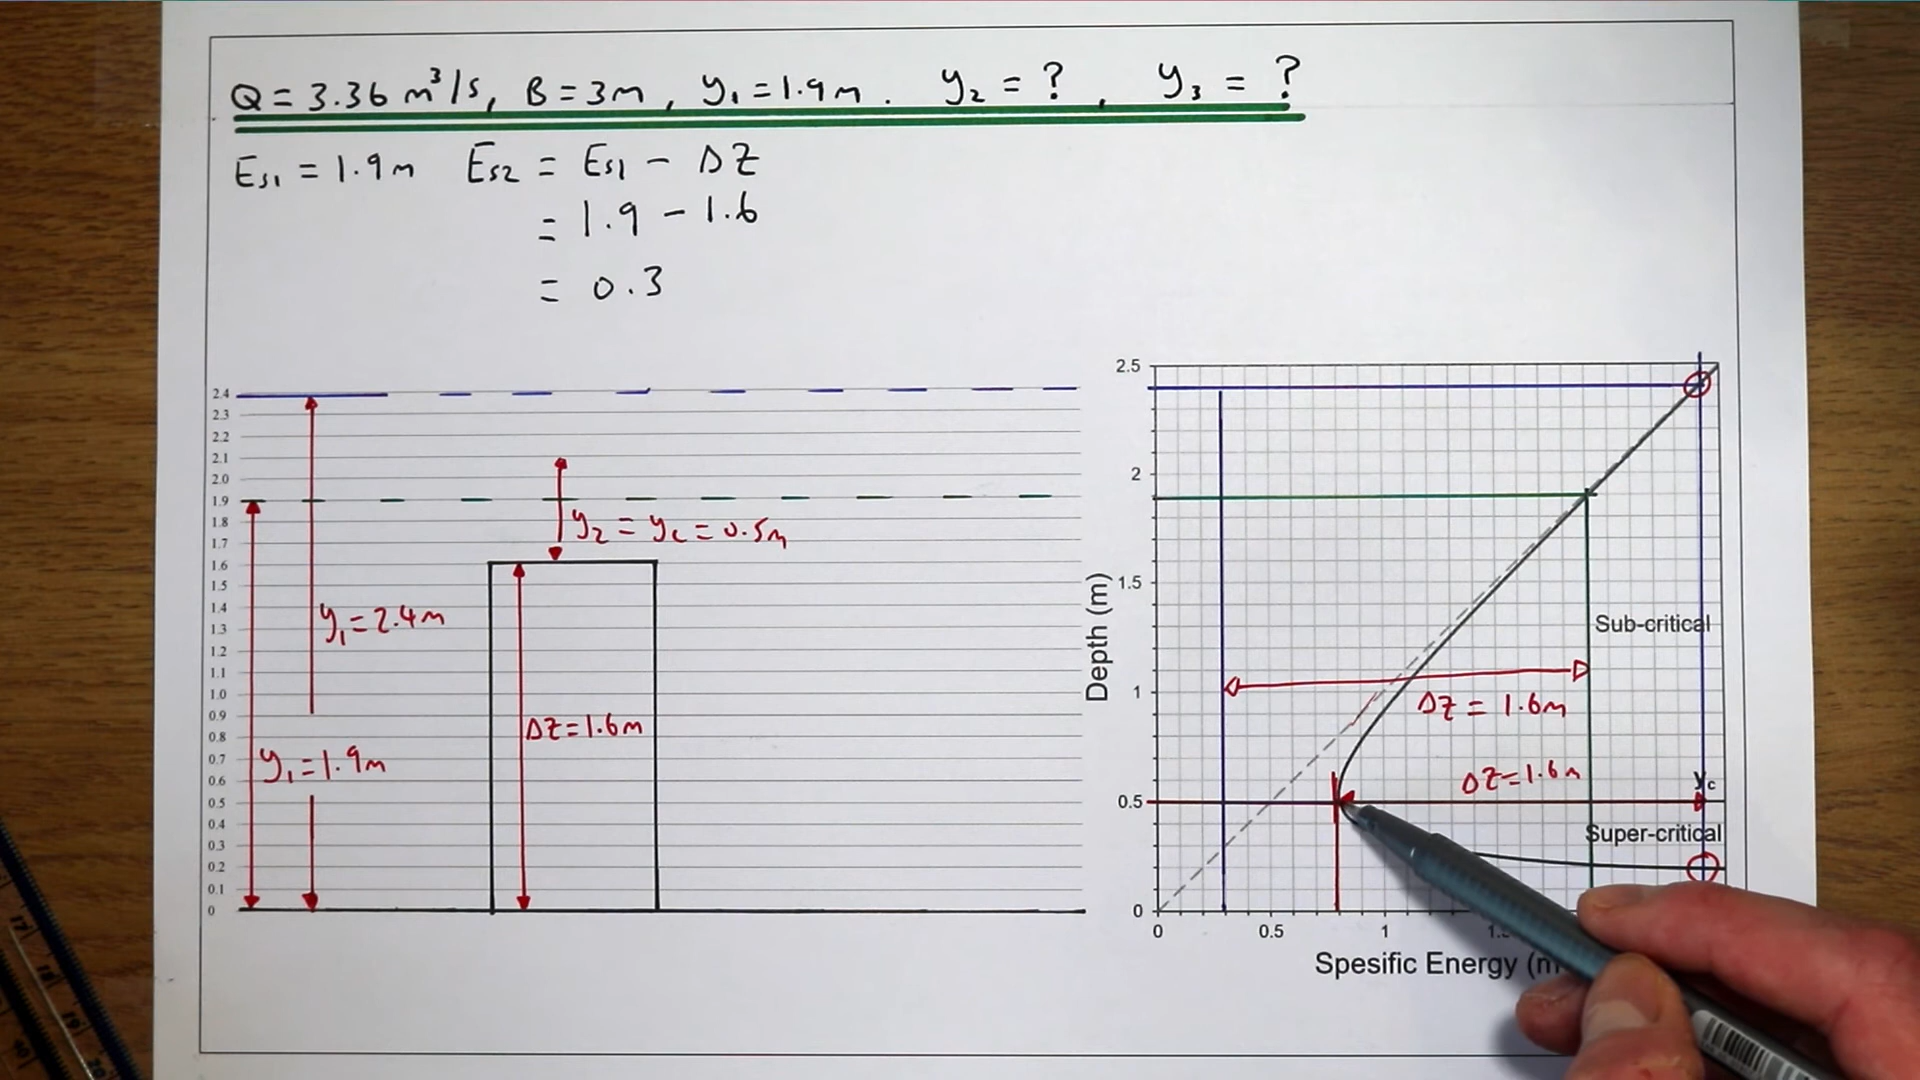 Q = 3.36 m³/s, B = 3m, y₁ = 1.9m. y₂ = ?, y₃ = ?
Es₁ = 1.9m Es₂ = Es₁ - ΔZ
= 1.9 - 1.6
= 0.3
2.4
2.3
2.2
2.1
2.0
1.9
1.8
1.7
1.6
1.5
1.4
1.3
1.2
1.1
1.0
0.9
0.8
0.7
0.6
0.5
0.4
0.3
0.2
0.1
0
y₂ = yc = 0.5m
y₁ = 2.4m
ΔZ = 1.6m
y₁ = 1.9m
2.5
2
1.5
1
0.5
0
Depth (m)
Sub-critical
ΔZ = 1.6m
ΔZ = 1.6m
yc
Super-critical
0 0.5 1
Spesific Energy
17
18
19